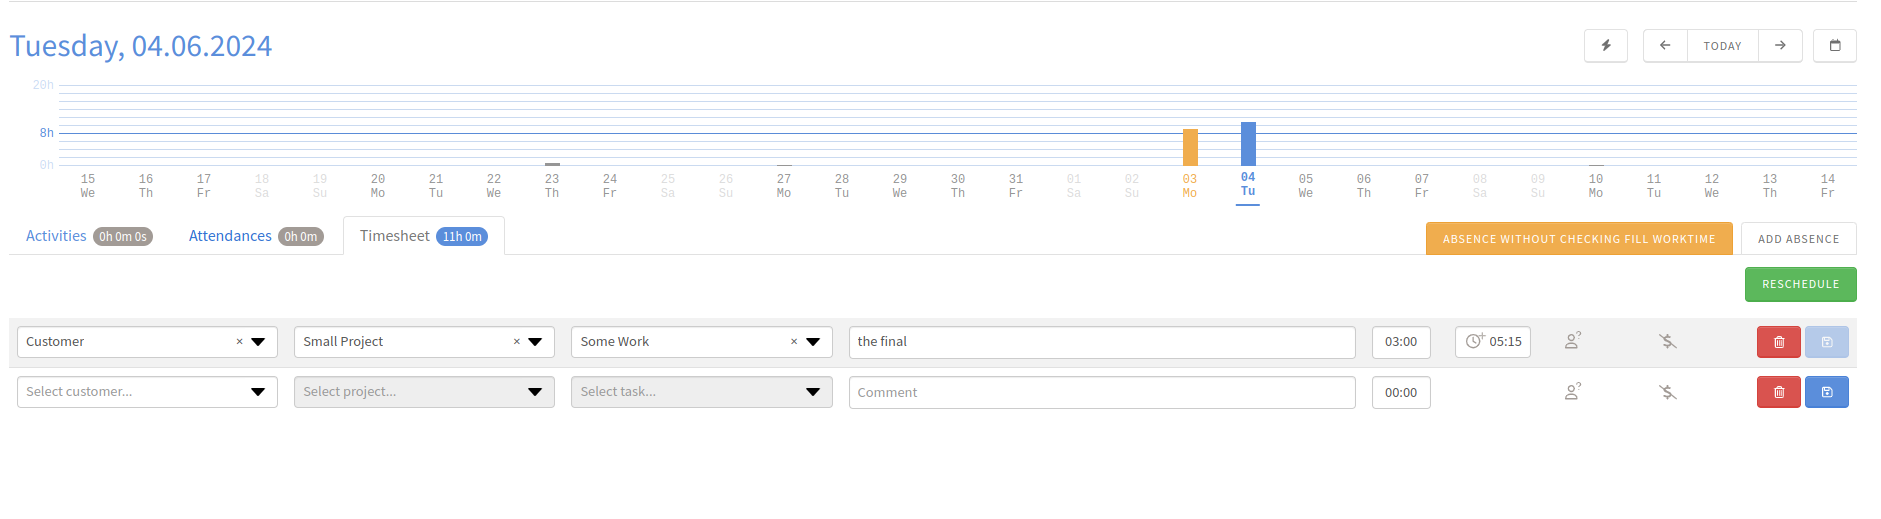 Tuesday, 04.06.2024
TODAY
20h
8h
0h
15 16 17 18 19 20 21 22 23 24 25 26 27 28 29 30 31 01 02 03 04 05 06 07 08 09 10 11 12 13 14
We Th Fr Sa Su Mo Tu We Th Fr Sa Su Mo Tu We Th Fr Sa Su Mo Tu We Th Fr Sa Su Mo Tu We Th Fr
Activities 0h 0m 0s Attendances 0h 0m Timesheet 11h 0m ABSENCE WITHOUT CHECKING FILL WORKTIME ADD ABSENCE
RESCHEDULE
Customer × Small Project × Some Work × the final 03:00 05:15
Select customer... Select project... Select task... Comment 00:00